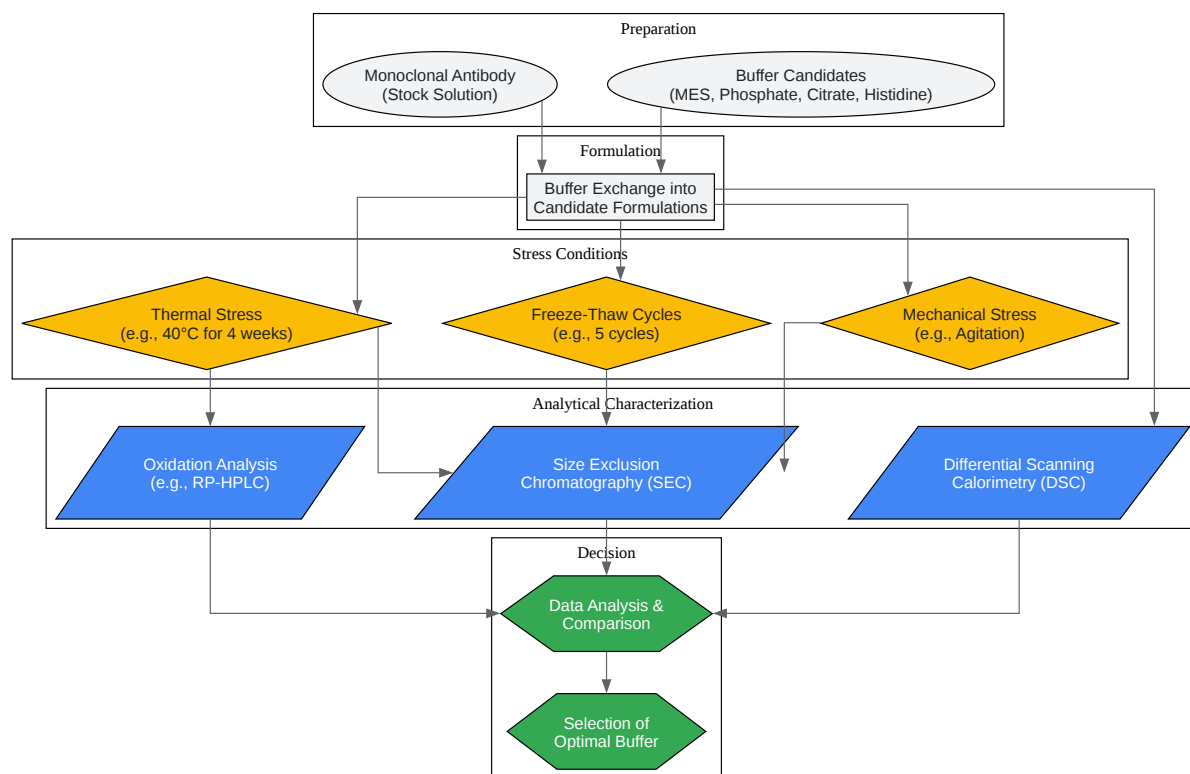 Preparation
Monoclonal Antibody
(Stock Solution)
Buffer Candidates
(MES, Phosphate, Citrate, Histidine)
Formulation
Buffer Exchange into
Candidate Formulations
Stress Conditions
Thermal Stress
(e.g., 40°C for 4 weeks)
Freeze-Thaw Cycles
(e.g., 5 cycles)
Mechanical Stress
(e.g., Agitation)
Analytical Characterization
Oxidation Analysis
(e.g., RP-HPLC)
Size Exclusion
Chromatography (SEC)
Differential Scanning
Calorimetry (DSC)
Decision
Data Analysis &
Comparison
Selection of
Optimal Buffer